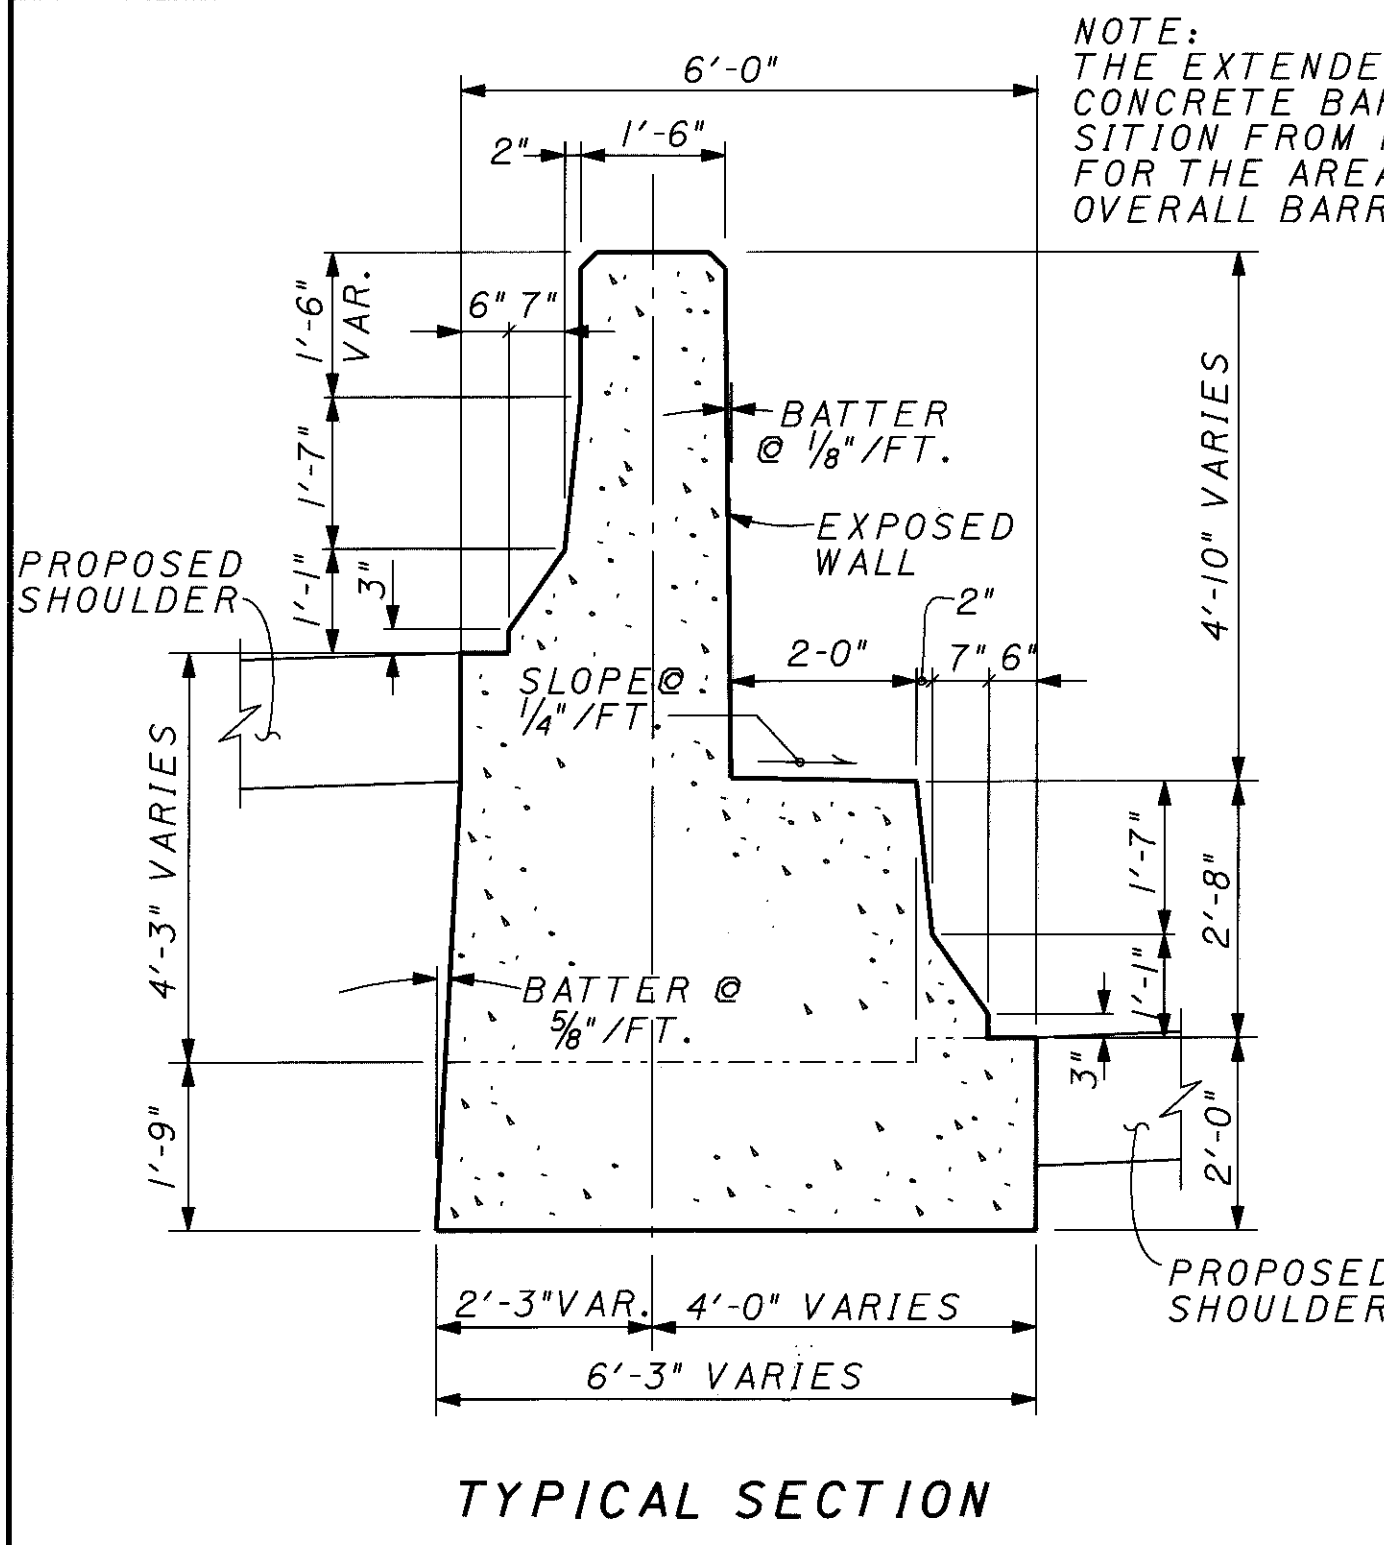 NOTE:
THE EXTENDE
CONCRETE BAR
SITION FROM
FOR THE AREA
OVERALL BARR
6'-0"
2"
1'-6"
1'-6"
VAR.
6" 7"
BATTER
@ 1/8"/FT.
1'-7"
4'-10" VARIES
EXPOSED
WALL
PROPOSED
SHOULDER
1'-1"
3"
2"
2-0"
7" 6"
SLOPE@
1/4"/FT.
4'-3" VARIES
1'-7"
2'-8"
BATTER @
5/8"/FT.
1'-1"
3"
1'-9"
2'-0"
PROPOSED
SHOULDER
2'-3"VAR. 4'-0" VARIES
6'-3" VARIES
TYPICAL SECTION